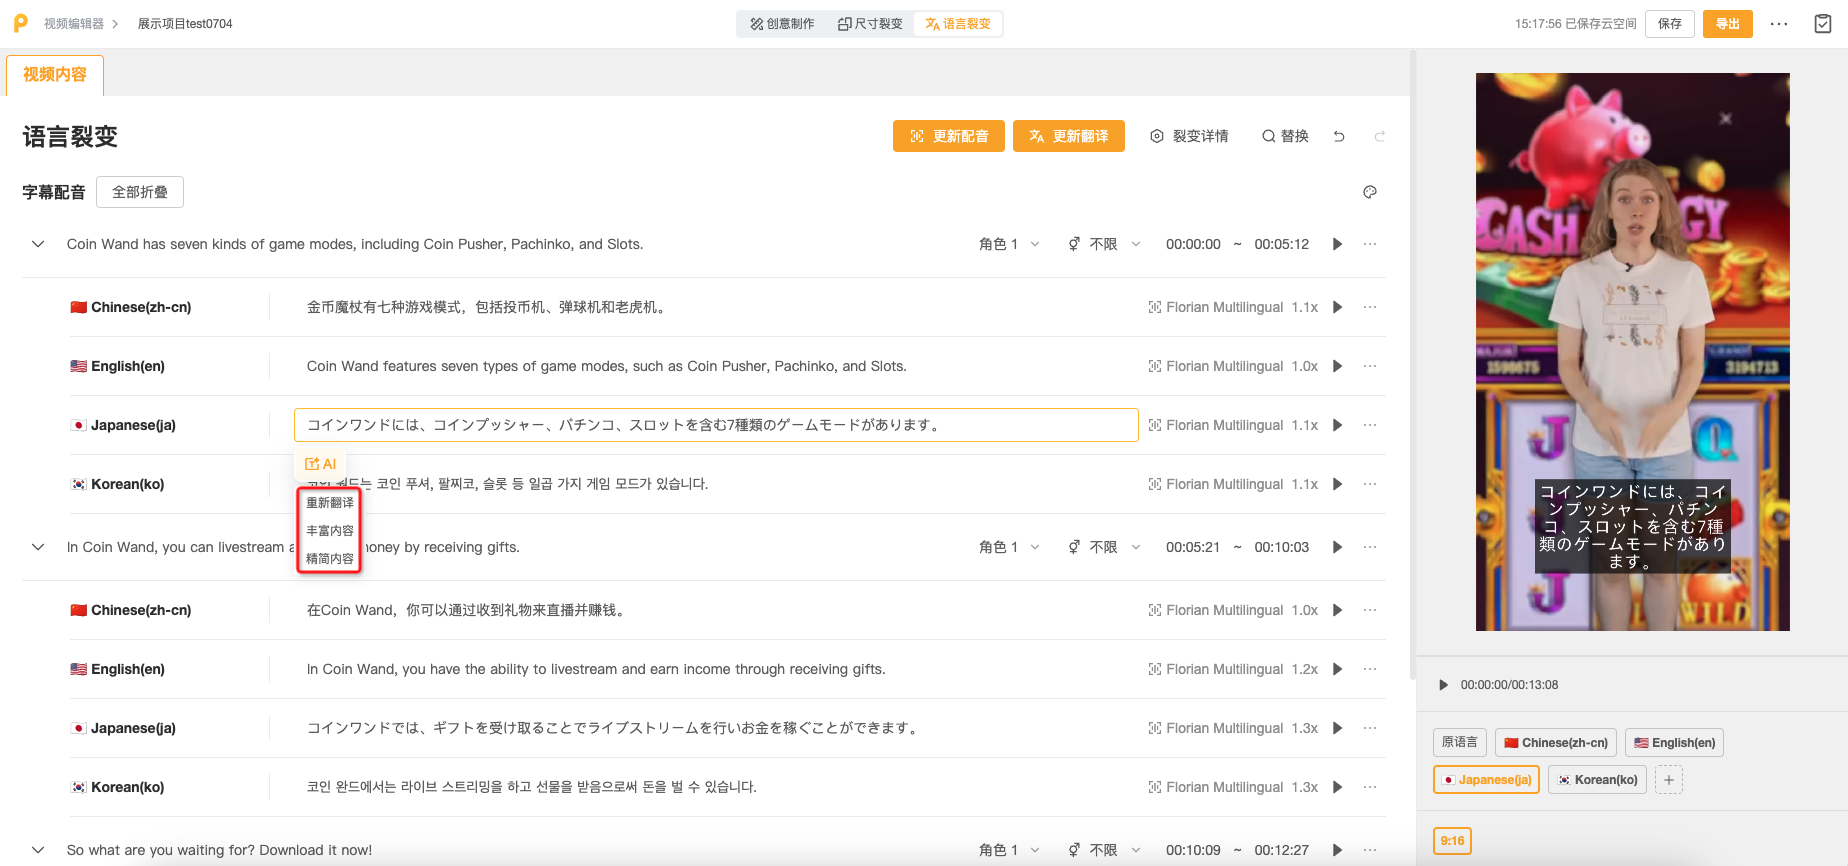 视频编辑器
展示项目test0704
创意制作
尺寸裂变
语言裂变
15:17:56 已保存云空间
保存
导出
视频内容
语言裂变
更新配音
更新翻译
裂变详情
替换
字幕配音
全部折叠
Coin Wand has seven kinds of game modes, including Coin Pusher, Pachinko, and Slots.
角色 1
不限
00:00:00 ~ 00:05:12
Chinese(zh-cn)
金币魔杖有七种游戏模式，包括投币机、弹球机和老虎机。
Florian Multilingual 1.1x
English(en)
Coin Wand features seven types of game modes, such as Coin Pusher, Pachinko, and Slots.
Florian Multilingual 1.0x
Japanese(ja)
コインワンドには、コインプッシャー、パチンコ、スロットを含む7種類のゲームモードがあります。
Florian Multilingual 1.1x
AI
重新翻译
丰富内容
精简内容
Korean(ko)
는 코인 푸셔, 팔찌코, 슬롯 등 일곱 가지 게임 모드가 있습니다.
Florian Multilingual 1.1x
In Coin Wand, you can livestream a
oney by receiving gifts.
角色 1
不限
00:05:21 ~ 00:10:03
Chinese(zh-cn)
在Coin Wand，你可以通过收到礼物来直播并赚钱。
Florian Multilingual 1.0x
English(en)
In Coin Wand, you have the ability to livestream and earn income through receiving gifts.
Florian Multilingual 1.2x
Japanese(ja)
コインワンドでは、ギフトを受け取ることでライブストリームを行いお金を稼ぐことができます。
Florian Multilingual 1.3x
Korean(ko)
코인 완드에서는 라이브 스트리밍을 하고 선물을 받음으로써 돈을 벌 수 있습니다.
Florian Multilingual 1.3x
So what are you waiting for? Download it now!
角色 1
不限
00:10:09 ~ 00:12:27
CASH
コインワンドには、コイ
ンプッシャー、パチン
コ、スロットを含む7種
類のゲームモードがあり
ます。
WILD
00:00:00/00:13:08
原语言
Chinese(zh-cn)
English(en)
Japanese(ja)
Korean(ko)
9:16